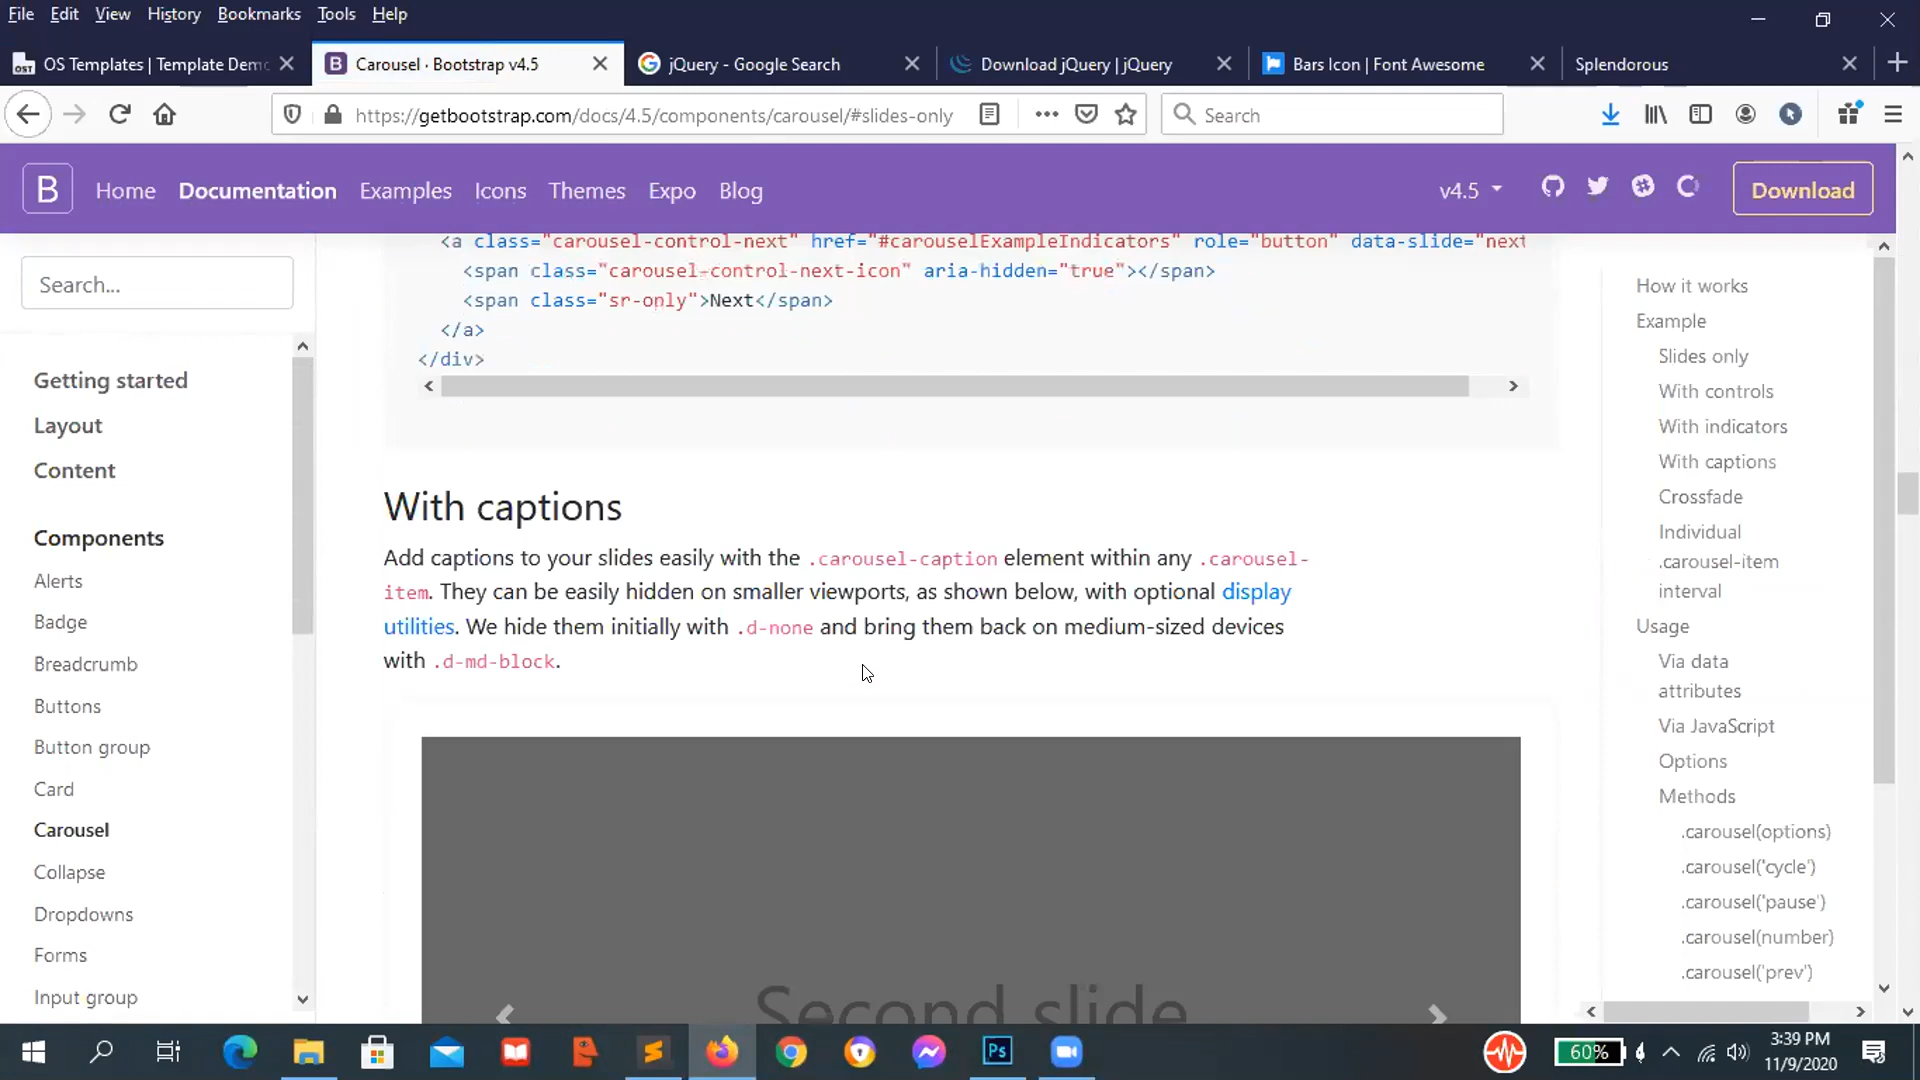 File Edit View History Bookmarks Tools Help
OST OS Templates | Template Demo
B Carousel · Bootstrap v4.5
jQuery - Google Search
Download jQuery | jQuery
Bars Icon | Font Awesome
Splendorous
https://getbootstrap.com/docs/4.5/components/carousel/#slides-only
Search
B Home Documentation Examples Icons Themes Expo Blog v4.5 Download
Search...
Getting started
Layout
Content
Components
Alerts
Badge
Breadcrumb
Buttons
Button group
Card
Carousel
Collapse
Dropdowns
Forms
Input group
<a class="carousel-control-next" href="#carouselExampleIndicators" role="button" data-slide="next
<span class="carousel-control-next-icon" aria-hidden="true"></span>
<span class="sr-only">Next</span>
</a>
</div>
With captions
Add captions to your slides easily with the .carousel-caption element within any .carousel-
item. They can be easily hidden on smaller viewports, as shown below, with optional display
utilities. We hide them initially with .d-none and bring them back on medium-sized devices
with .d-md-block.
Second slide
How it works
Example
Slides only
With controls
With indicators
With captions
Crossfade
Individual
.carousel-item
interval
Usage
Via data
attributes
Via JavaScript
Options
Methods
.carousel(options)
.carousel('cycle')
.carousel('pause')
.carousel(number)
.carousel('prev')
Ps
60%
3:39 PM
11/9/2020